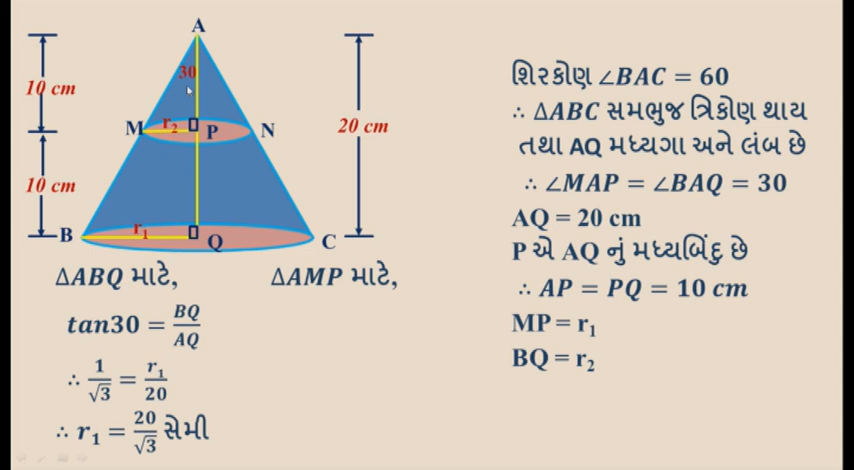 A
30
10 cm
M
r₂
P
N
20 cm
10 cm
B
r₁
Q
C
ΔABQ માટે,
tan30 = BQ/AQ
∴ 1/√3 = r₁/20
∴ r₁ = 20/√3 સેમી
ΔAMP માટે,
શિરકોણ ∠BAC = 60
∴ ΔABC સમભુજ ત્રિકોણ થાય
તથા AQ મધ્યગા અને લંબ છે
∴ ∠MAP = ∠BAQ = 30
AQ = 20 cm
P એ AQ નું મધ્યબિંદુ છે
∴ AP = PQ = 10 cm
MP = r₁
BQ = r₂